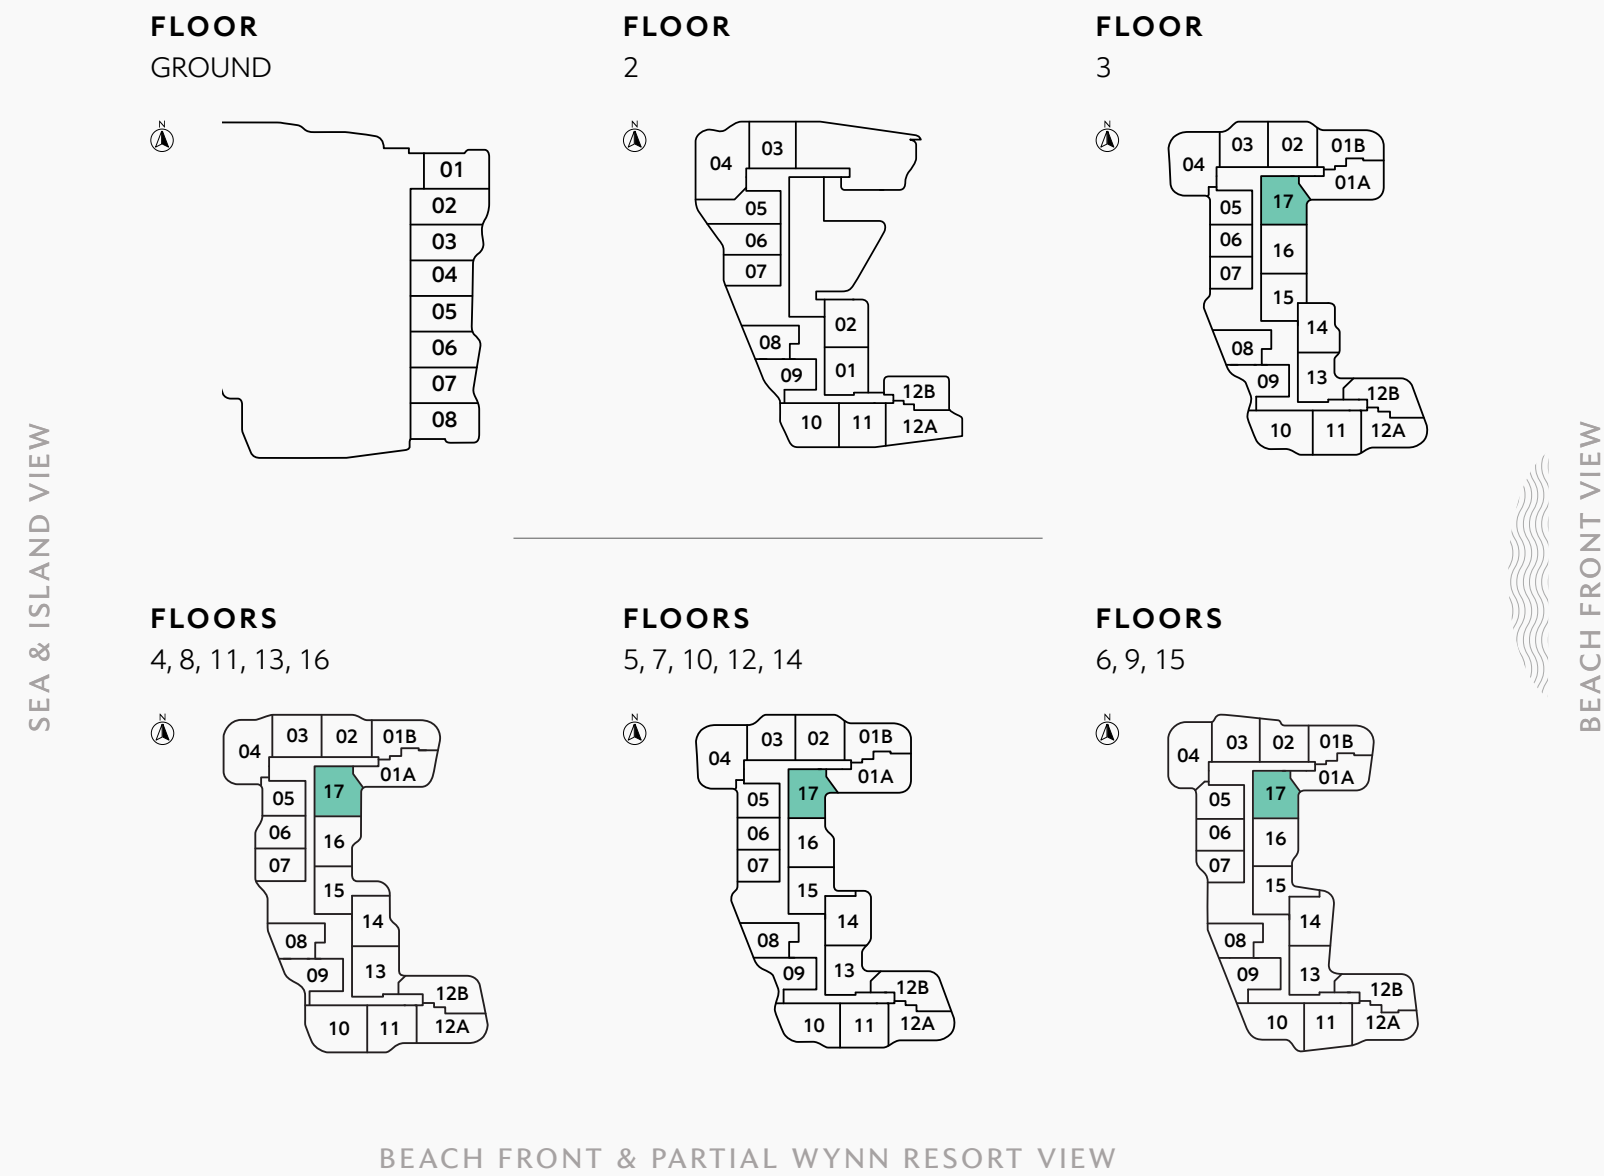 FLOOR
GROUND
N
01
02
03
04
05
06
07
08
FLOOR
2
N
03
04
05
06
07
02
08
01
09
12B
10
11
12A
FLOOR
3
N
03
02
01B
04
01A
17
05
06
16
07
15
14
08
13
09
12B
10
11
12A
SEA & ISLAND VIEW
BEACH FRONT VIEW
FLOORS
4, 8, 11, 13, 16
N
03
02
01B
04
01A
17
05
06
16
07
15
14
08
13
09
12B
10
11
12A
FLOORS
5, 7, 10, 12, 14
N
03
02
01B
04
01A
17
05
06
16
07
15
14
08
13
09
12B
10
11
12A
FLOORS
6, 9, 15
N
03
02
01B
04
01A
17
05
06
16
07
15
14
08
13
09
12B
10
11
12A
BEACH FRONT & PARTIAL WYNN RESORT VIEW